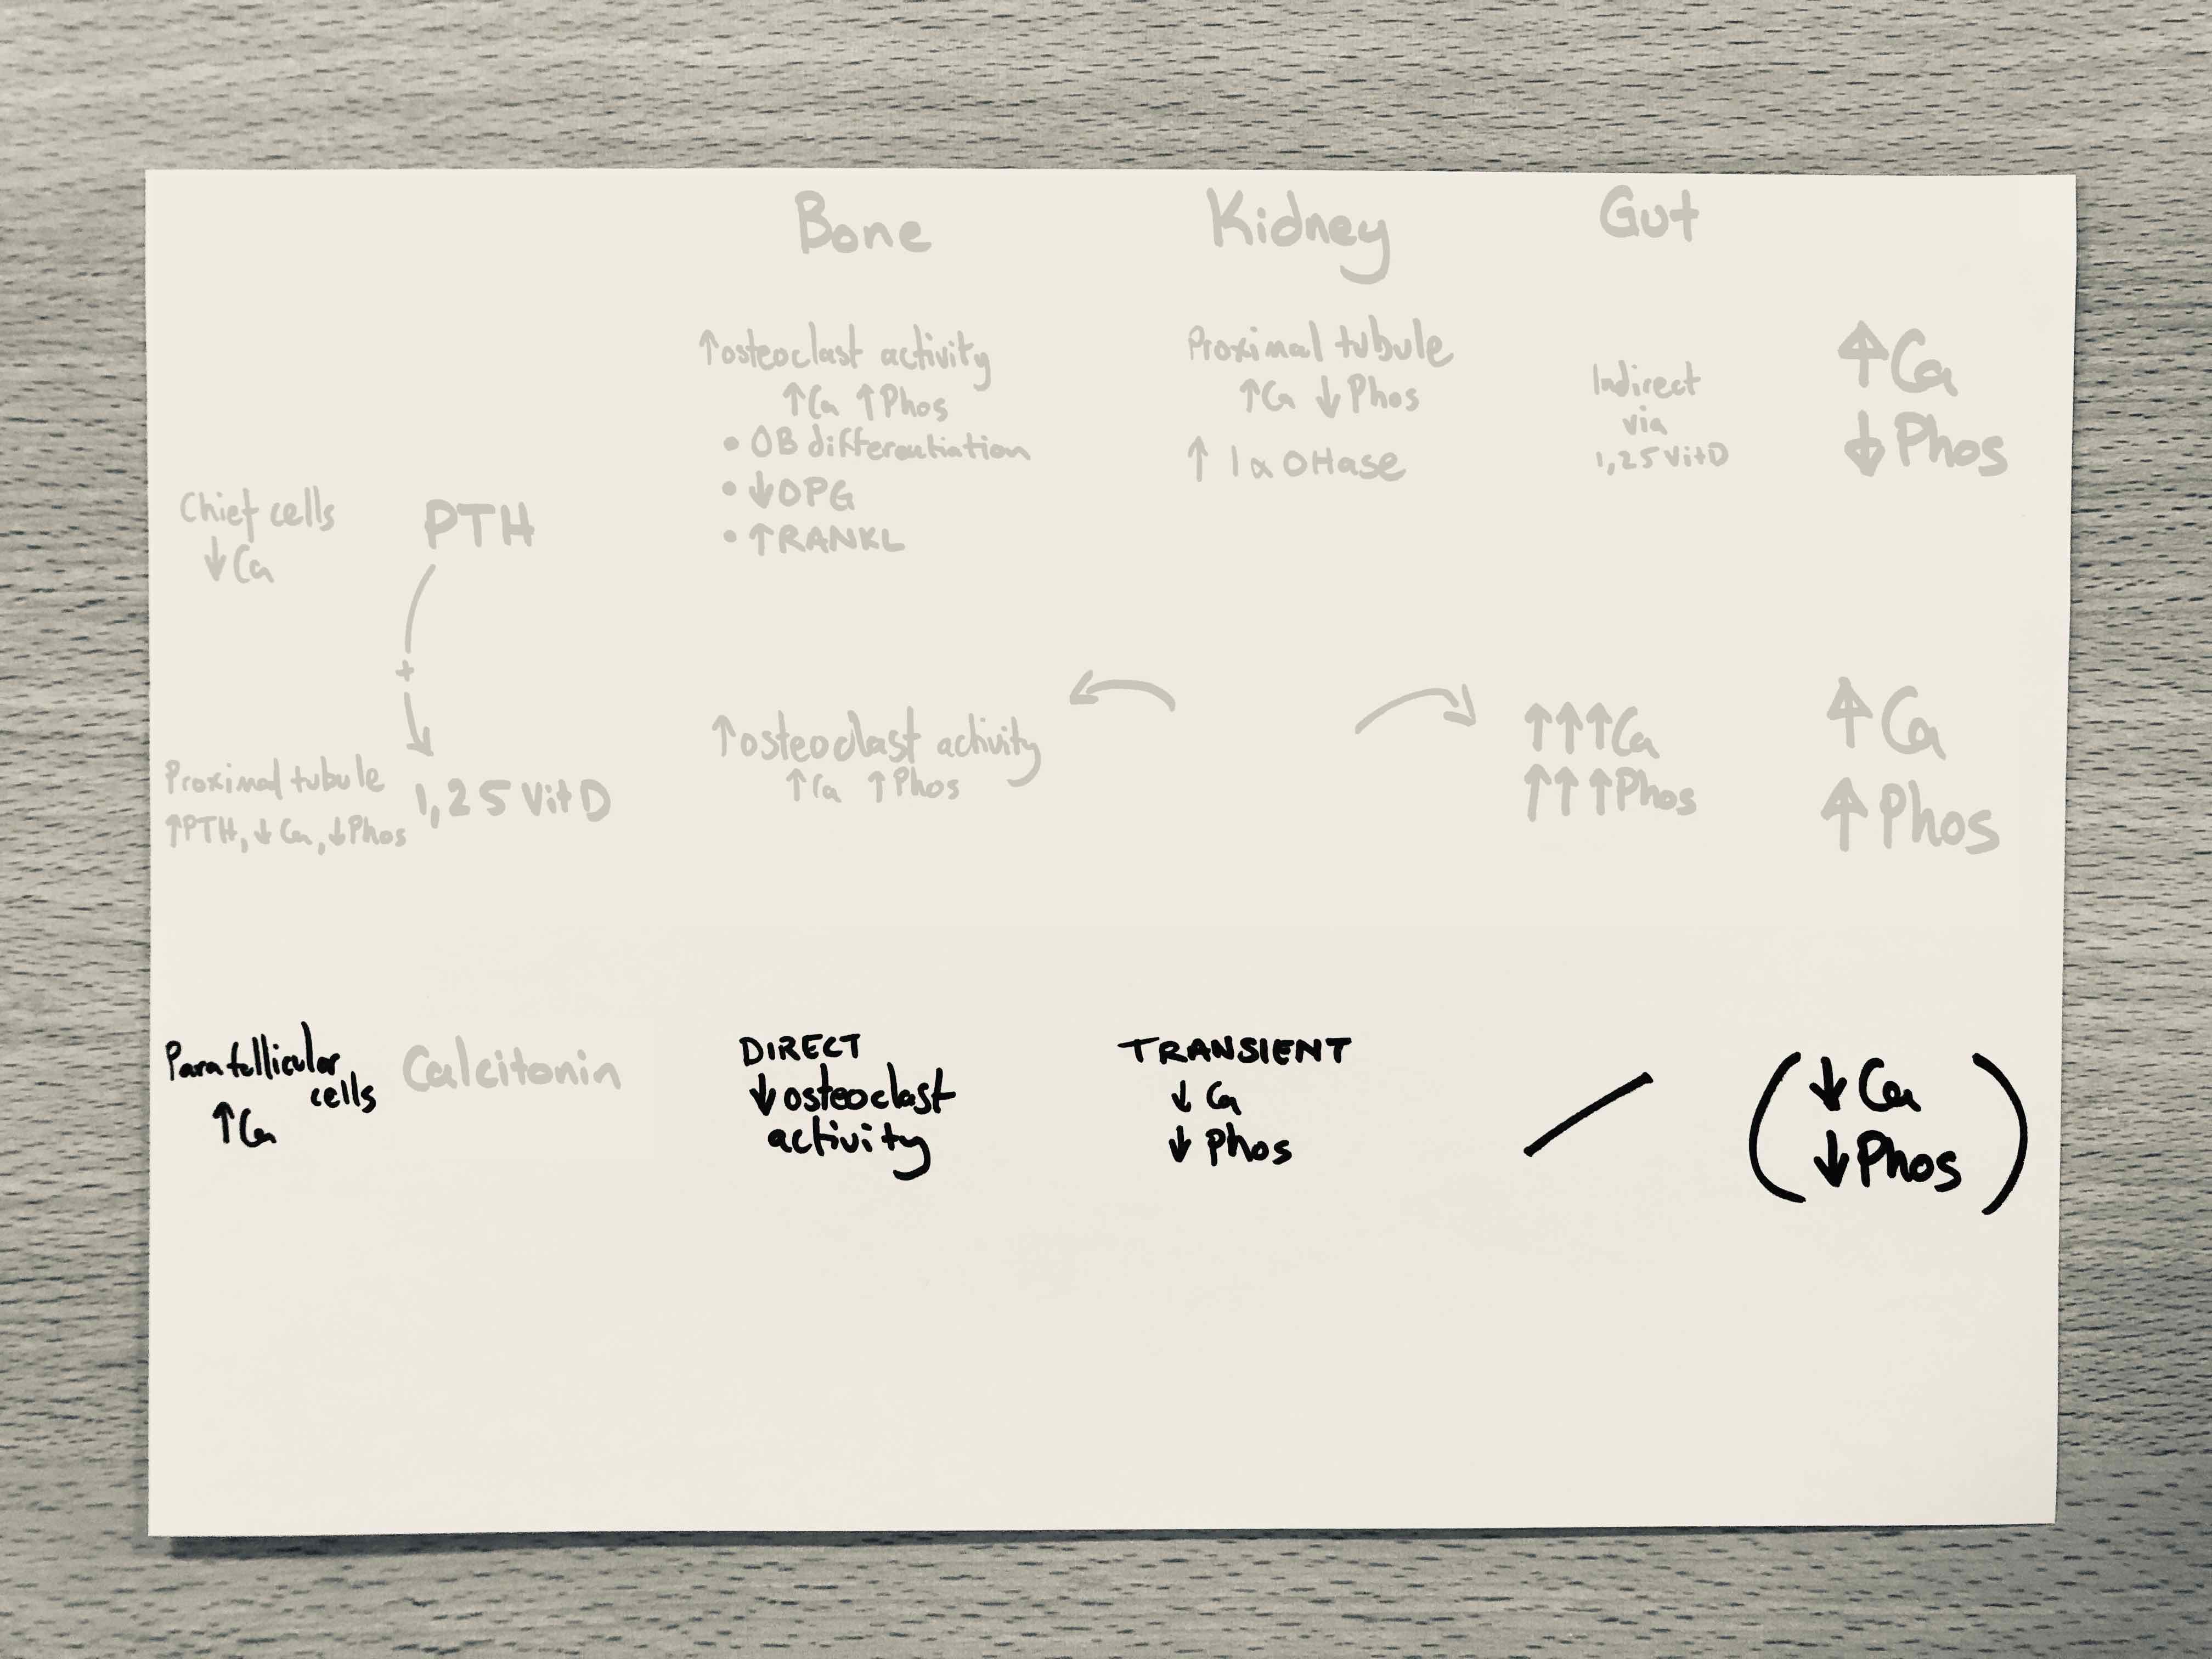 Bone Kidney Gut
↑osteoclast activity
↑Ca ↑Phos
• OB differentiation
• ↓OPG
• ↑RANKL
Proximal tubule
↑Ca ↓Phos
↑ 1α OHase
Indirect
via
1,25 VitD
↑Ca
↓Phos
Chief cells
↓Ca
PTH
+
Proximal tubule
↑PTH, ↓Ca, ↓Phos
1,25 VitD
↑osteoclast activity
↑Ca ↑Phos
↑↑↑Ca
↑↑↑Phos
↑Ca
↑Phos
Parafollicular
cells
↑Ca
Calcitonin
DIRECT
↓osteoclast
activity
TRANSIENT
↓ Ca
↓ Phos
(↓Ca
↓Phos)